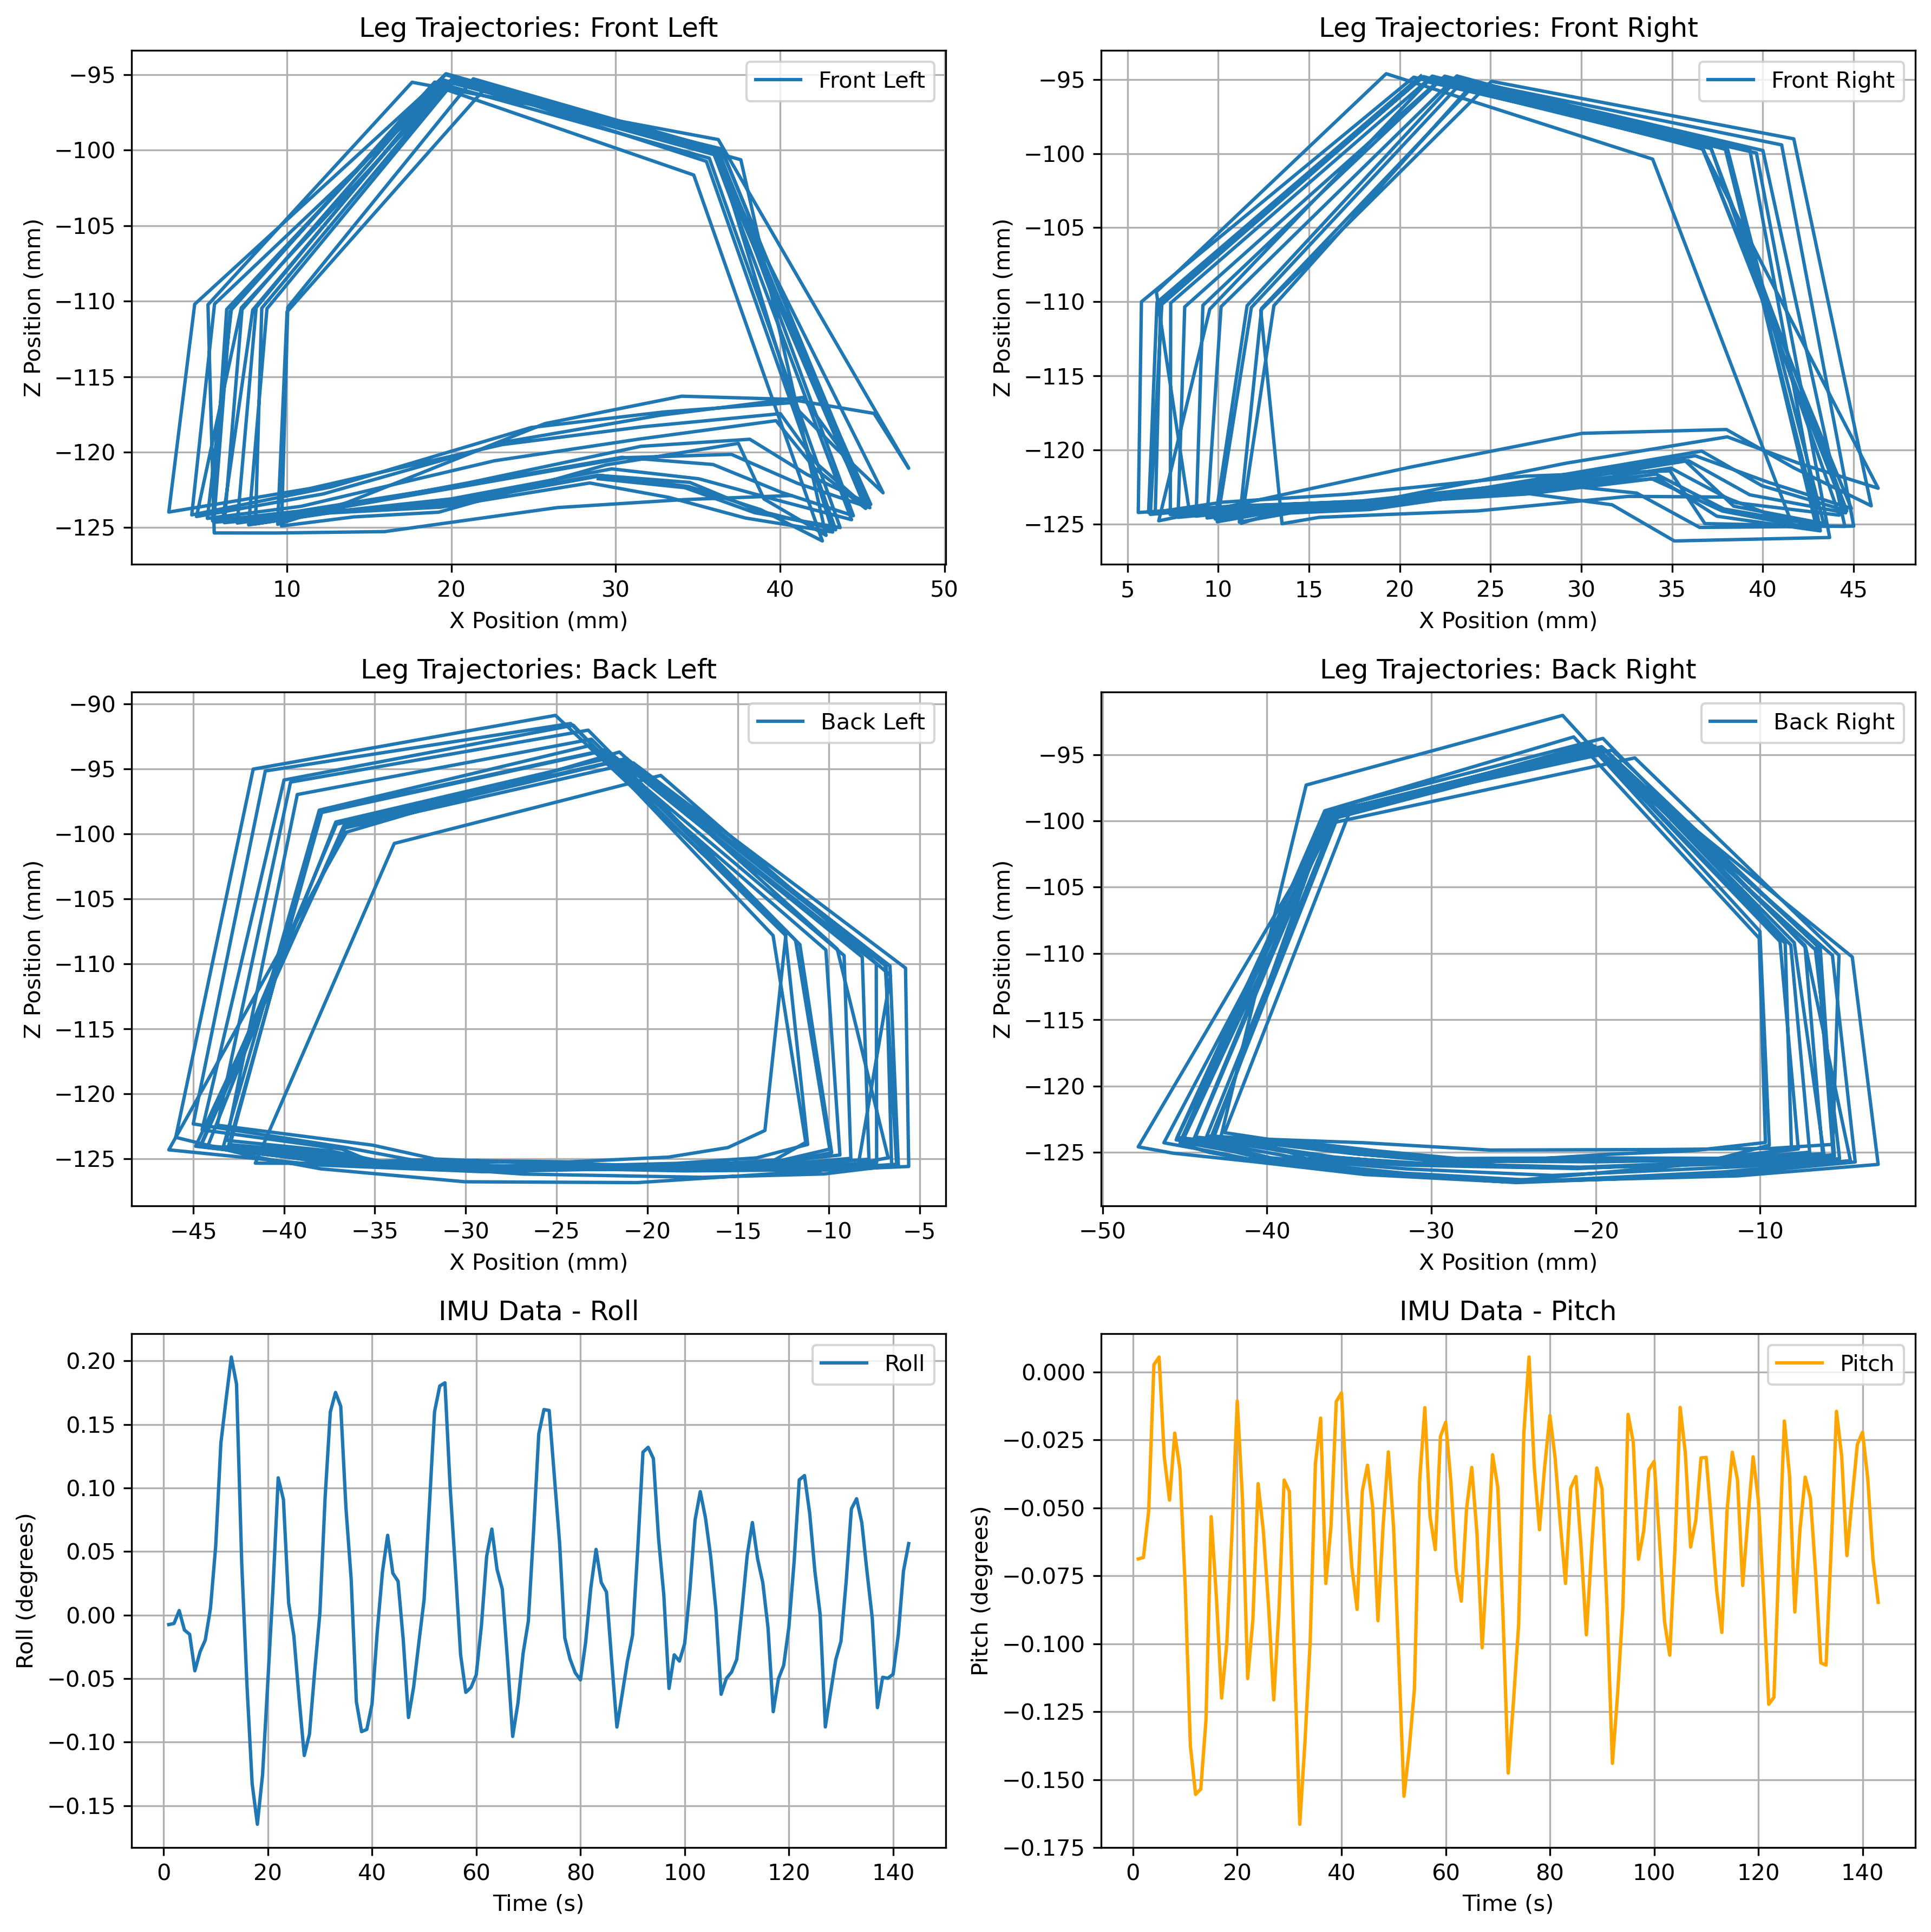 Leg Trajectories: Front Left
Front Left
Z Position (mm)
−95
−100
−105
−110
−115
−120
−125
10 20 30 40 50
X Position (mm)
Leg Trajectories: Front Right
Front Right
Z Position (mm)
−95
−100
−105
−110
−115
−120
−125
5 10 15 20 25 30 35 40 45
X Position (mm)
Leg Trajectories: Back Left
Back Left
Z Position (mm)
−90
−95
−100
−105
−110
−115
−120
−125
−45 −40 −35 −30 −25 −20 −15 −10 −5
X Position (mm)
Leg Trajectories: Back Right
Back Right
Z Position (mm)
−95
−100
−105
−110
−115
−120
−125
−50 −40 −30 −20 −10
X Position (mm)
IMU Data - Roll
Roll
Roll (degrees)
0.20
0.15
0.10
0.05
0.00
−0.05
−0.10
−0.15
0 20 40 60 80 100 120 140
Time (s)
IMU Data - Pitch
Pitch
Pitch (degrees)
0.000
−0.025
−0.050
−0.075
−0.100
−0.125
−0.150
−0.175
0 20 40 60 80 100 120 140
Time (s)